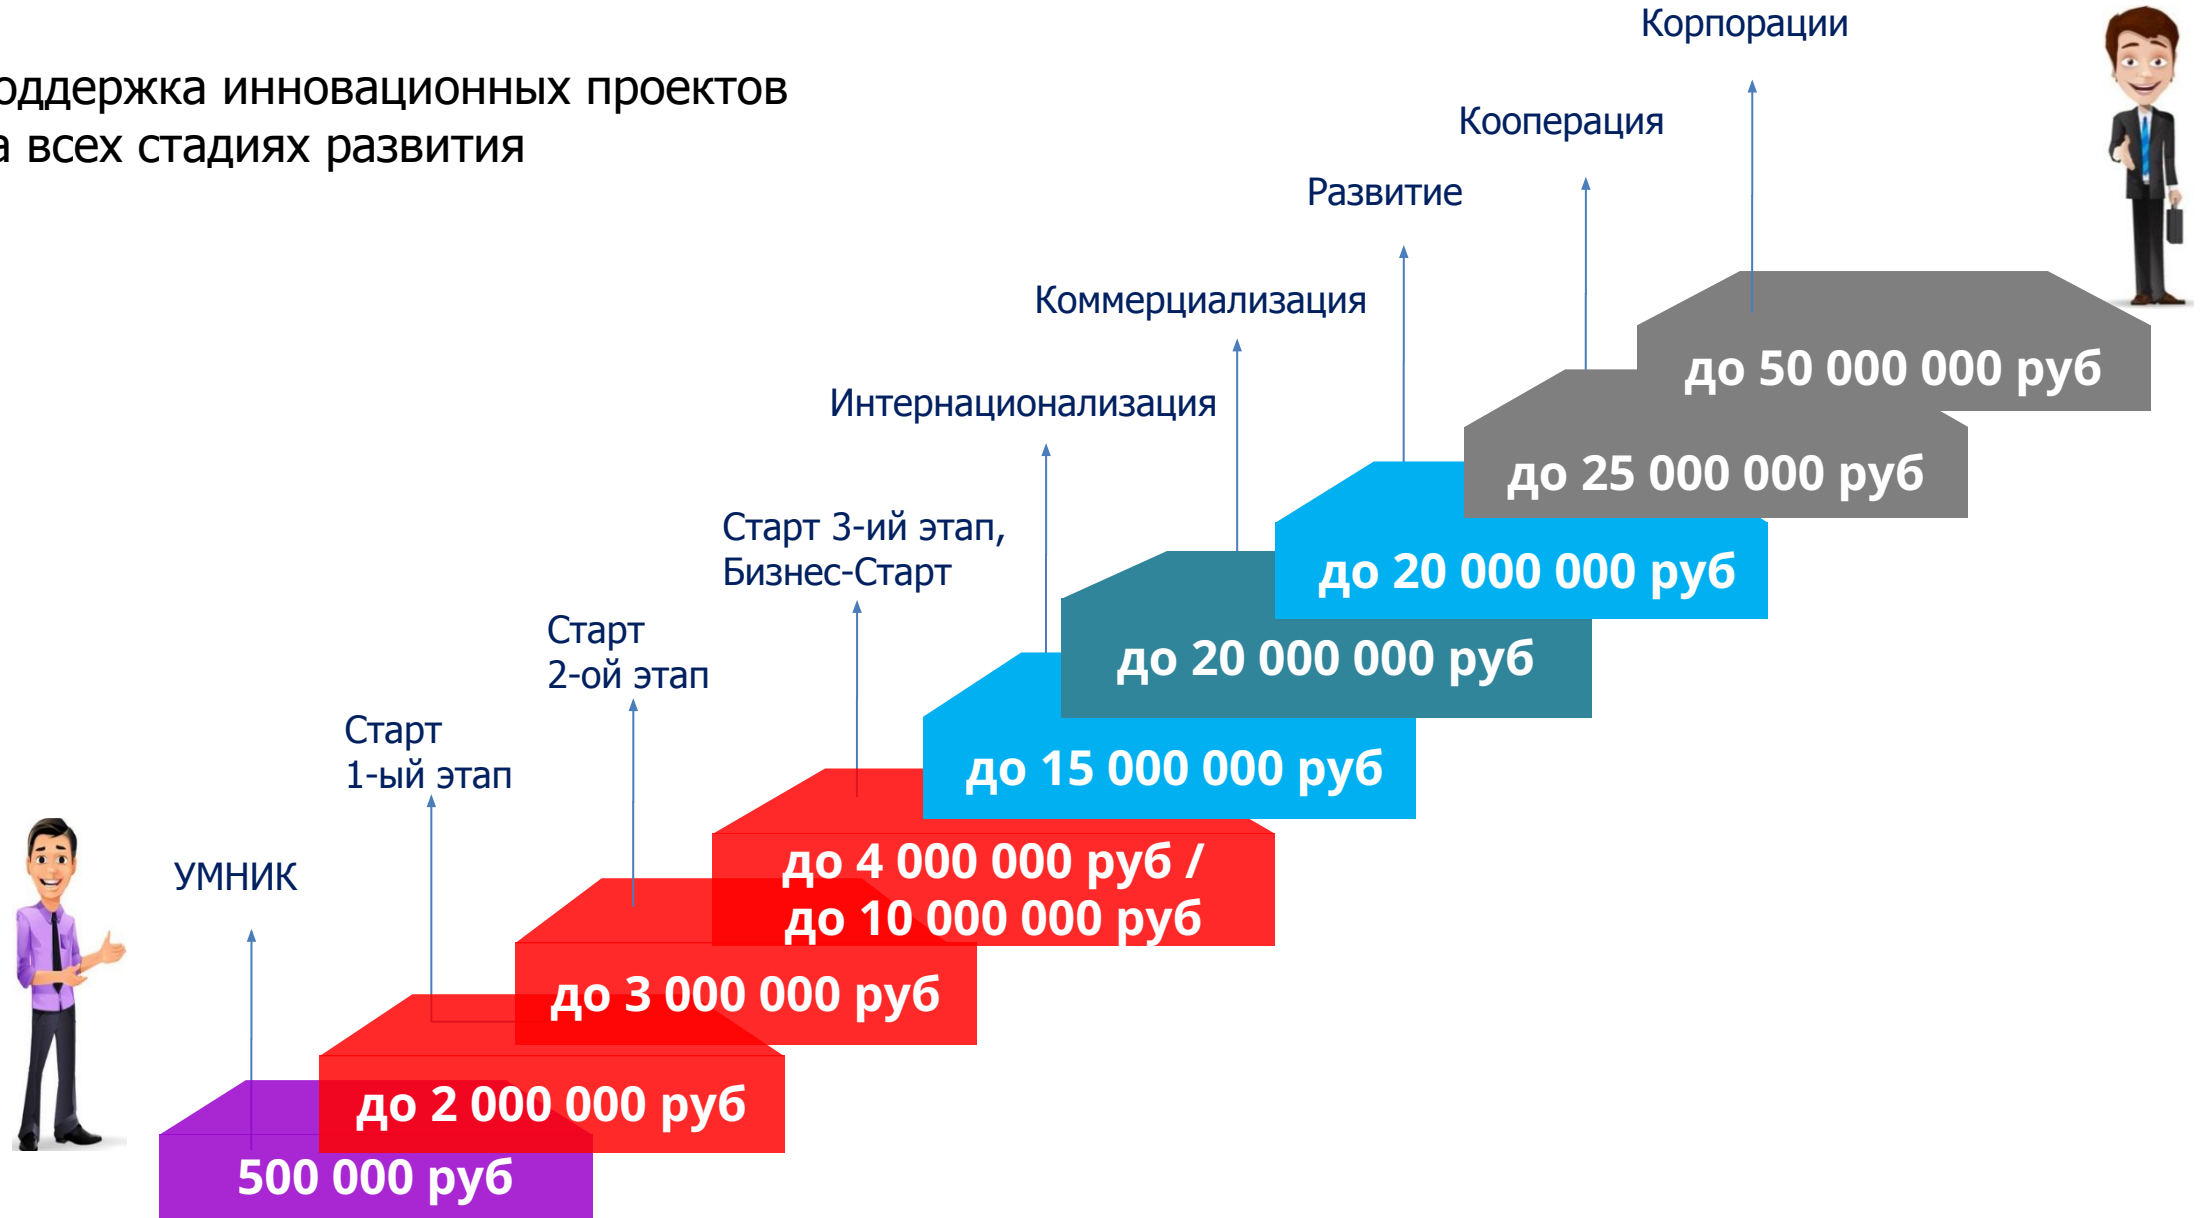 оддержка инновационных проектов
а всех стадиях развития
Корпорации
Кооперация
Развитие
Коммерциализация
Интернационализация
Старт 3-ий этап,
Бизнес-Старт
Старт
2-ой этап
Старт
1-ый этап
УМНИК
до 50 000 000 руб
до 25 000 000 руб
до 20 000 000 руб
до 20 000 000 руб
до 15 000 000 руб
до 4 000 000 руб /
до 10 000 000 руб
до 3 000 000 руб
до 2 000 000 руб
500 000 руб